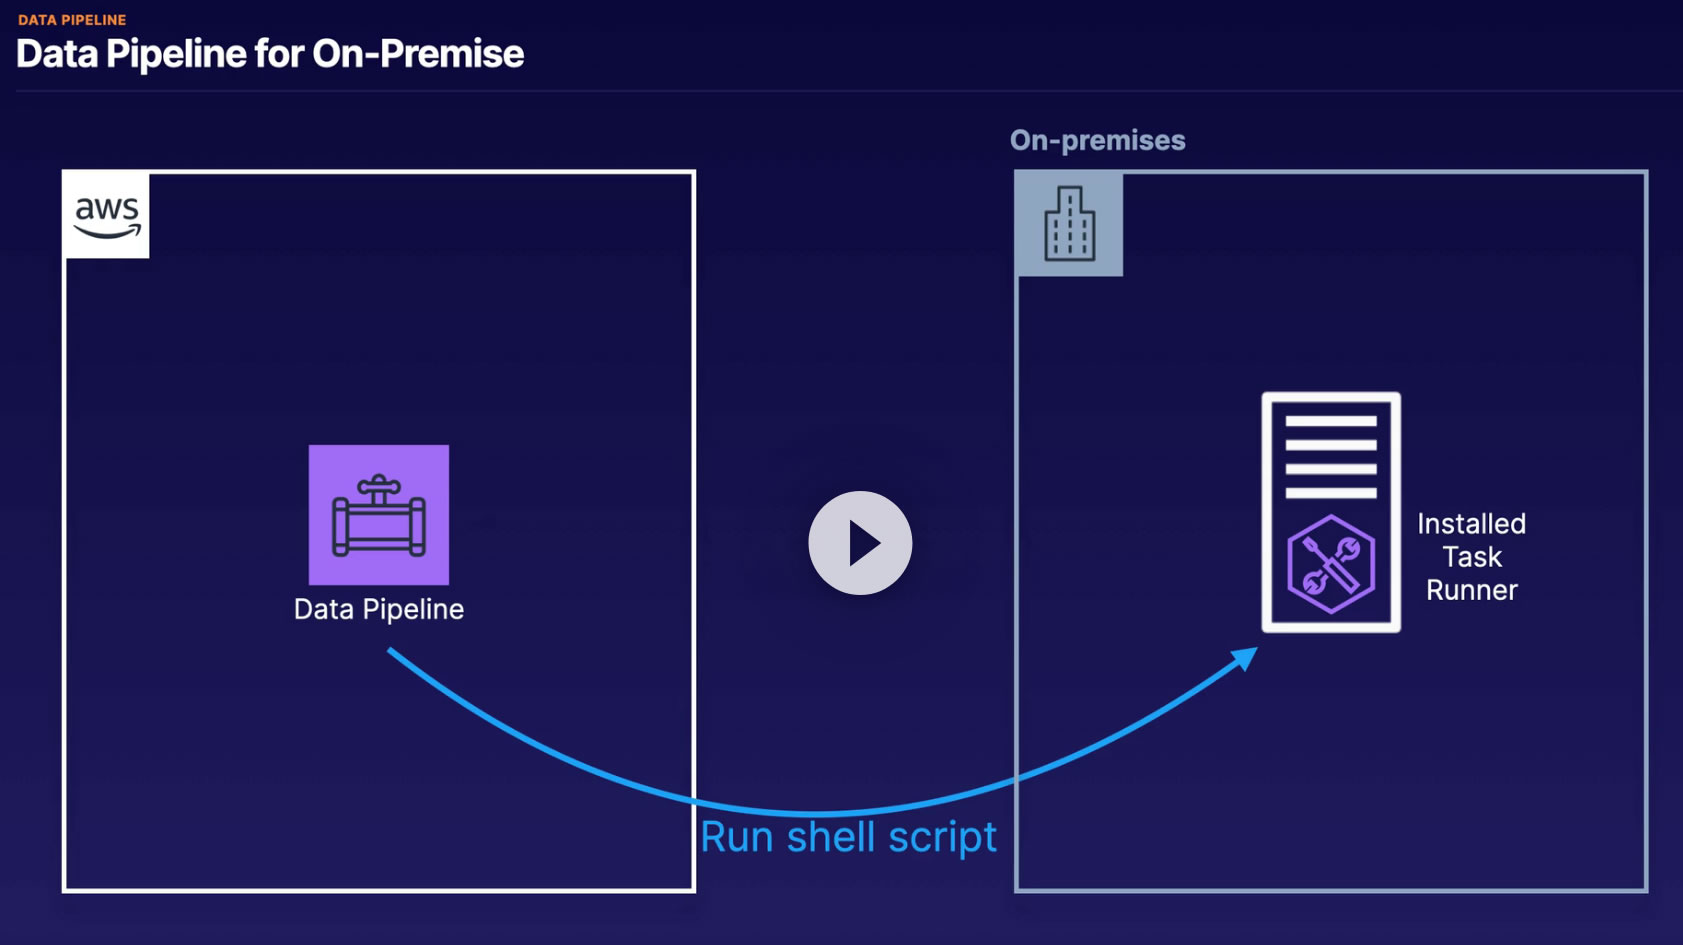 DATA PIPELINE
Data Pipeline for On-Premise
On-premises
aws
Data Pipeline
Installed
Task
Runner
Run shell script